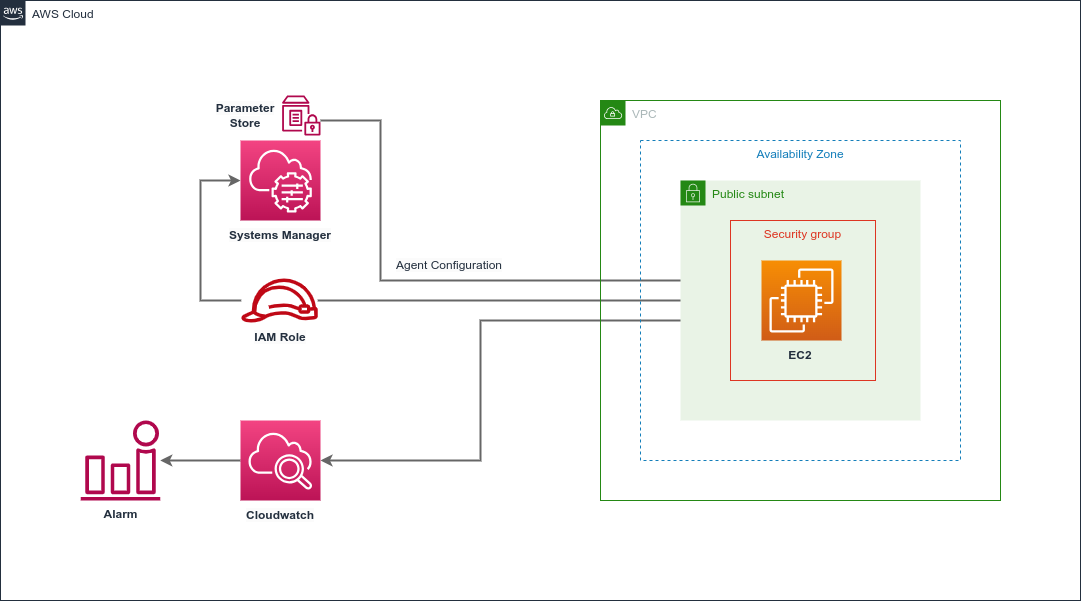 aws
AWS Cloud
Parameter
Store
VPC
Availability Zone
Public subnet
Systems Manager
Security group
Agent Configuration
IAM Role
EC2
Alarm
Cloudwatch